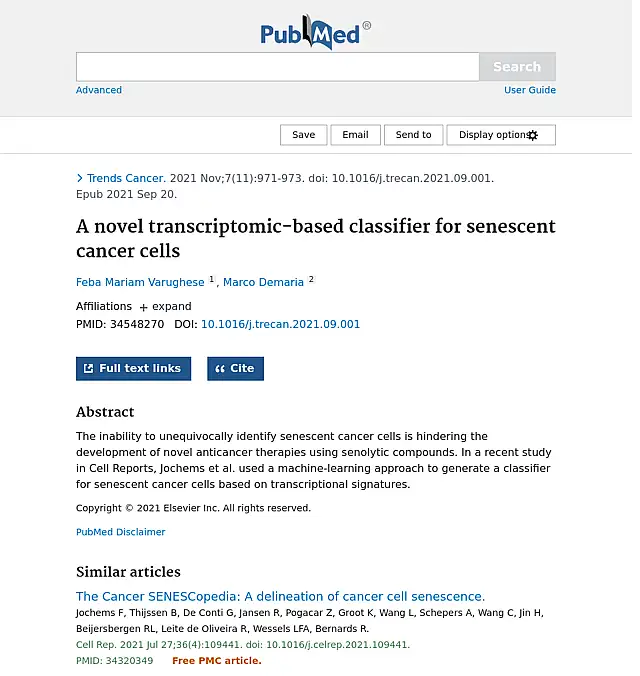 PubMed®
Search
Advanced
User Guide
Save
Email
Send to
Display options
Trends Cancer. 2021 Nov;7(11):971-973. doi: 10.1016/j.trecan.2021.09.001.
Epub 2021 Sep 20.
A novel transcriptomic-based classifier for senescent
cancer cells
Feba Mariam Varughese 1 , Marco Demaria 2
Affiliations + expand
PMID: 34548270 DOI: 10.1016/j.trecan.2021.09.001
Full text links
Cite
Abstract
The inability to unequivocally identify senescent cancer cells is hindering the
development of novel anticancer therapies using senolytic compounds. In a recent study
in Cell Reports, Jochems et al. used a machine-learning approach to generate a classifier
for senescent cancer cells based on transcriptional signatures.
Copyright © 2021 Elsevier Inc. All rights reserved.
PubMed Disclaimer
Similar articles
The Cancer SENESCopedia: A delineation of cancer cell senescence.
Jochems F, Thijssen B, De Conti G, Jansen R, Pogacar Z, Groot K, Wang L, Schepers A, Wang C, Jin H,
Beijersbergen RL, Leite de Oliveira R, Wessels LFA, Bernards R.
Cell Rep. 2021 Jul 27;36(4):109441. doi: 10.1016/j.celrep.2021.109441.
PMID: 34320349 Free PMC article.